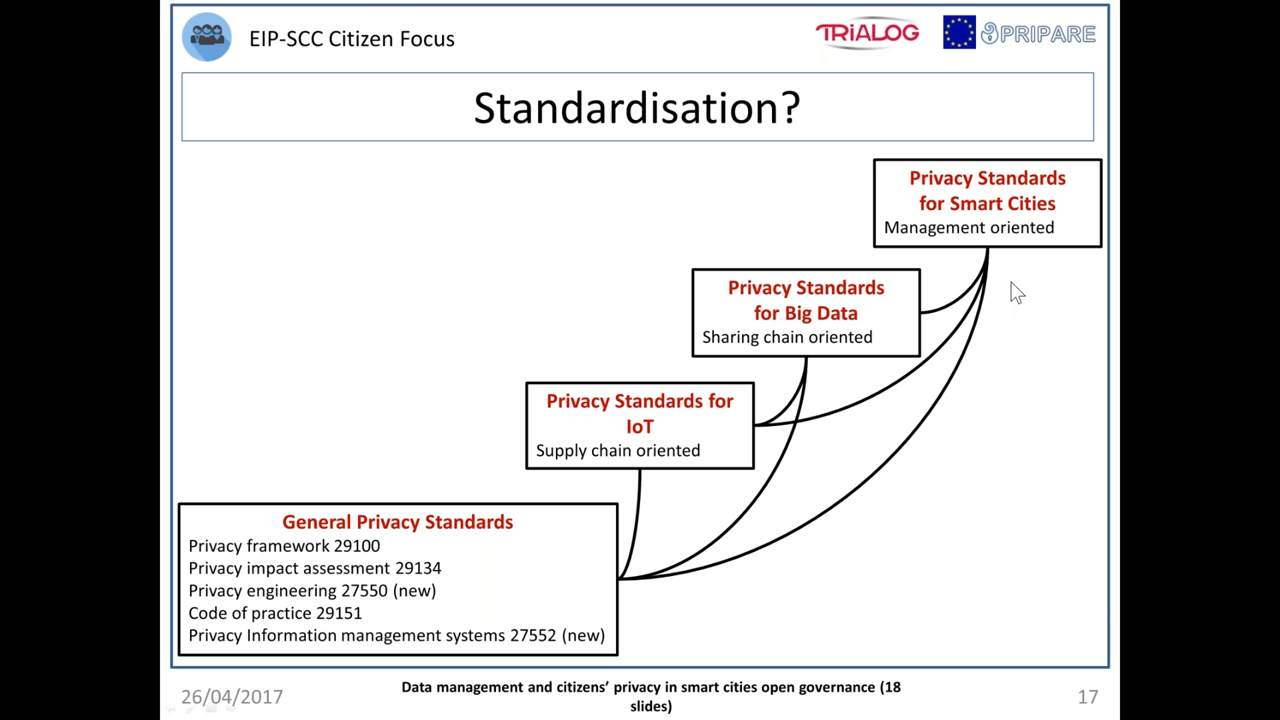 EIP-SCC Citizen Focus
TRiALOG
PRIPARE
Standardisation?
Privacy Standards
for Smart Cities
Management oriented
Privacy Standards
for Big Data
Sharing chain oriented
Privacy Standards for
IoT
Supply chain oriented
General Privacy Standards
Privacy framework 29100
Privacy impact assessment 29134
Privacy engineering 27550 (new)
Code of practice 29151
Privacy Information management systems 27552 (new)
26/04/2017
Data management and citizens’ privacy in smart cities open governance (18
slides)
17